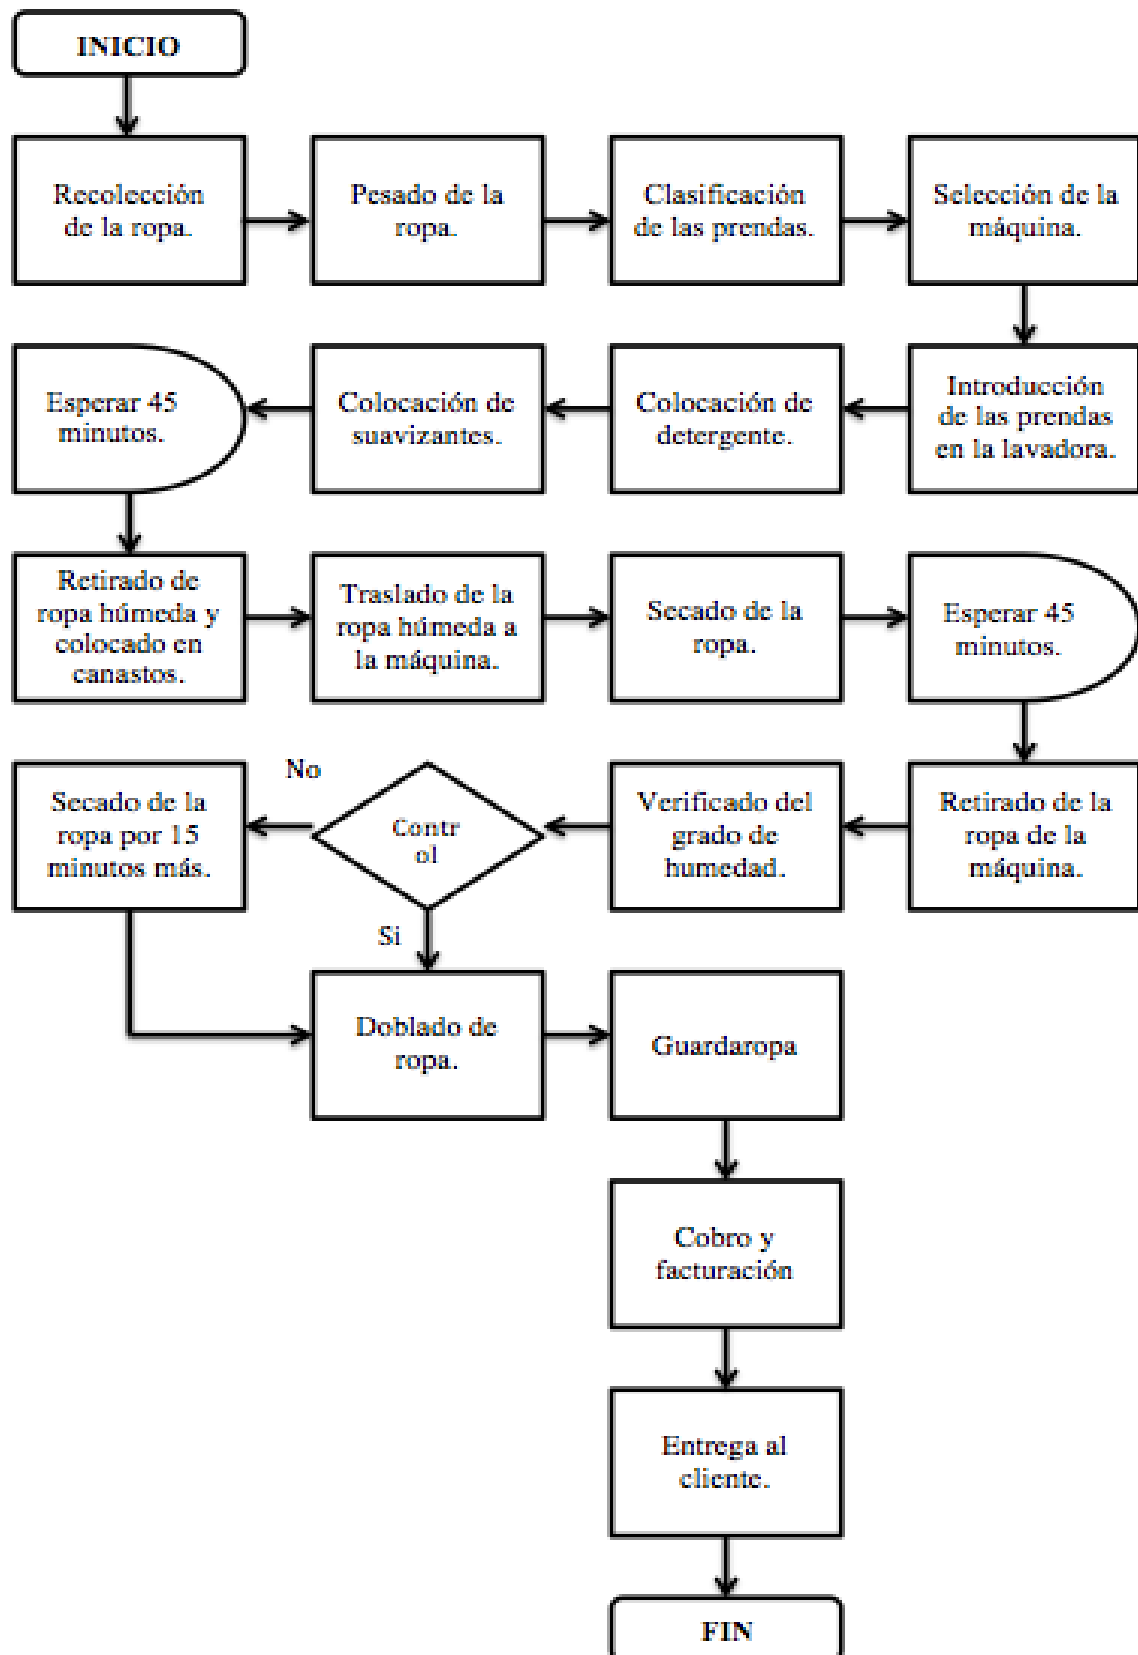 INICIO
Recolección
de la ropa.
Pesado de la
ropa.
Clasificación
de las prendas.
Selección de la
máquina.
Introducción
de las prendas
en la lavadora.
Colocación de
detergente.
Colocación de
suavizantes.
Esperar 45
minutos.
Retirado de
ropa húmeda y
colocado en
canastos.
Traslado de la
ropa húmeda a
la máquina.
Secado de la
ropa.
Esperar 45
minutos.
Retirado de la
ropa de la
máquina.
Verificado del
grado de
humedad.
Contr
ol
No
Secado de la
ropa por 15
minutos más.
Si
Doblado de
ropa.
Guardaropa
Cobro y
facturación
Entrega al
cliente.
FIN